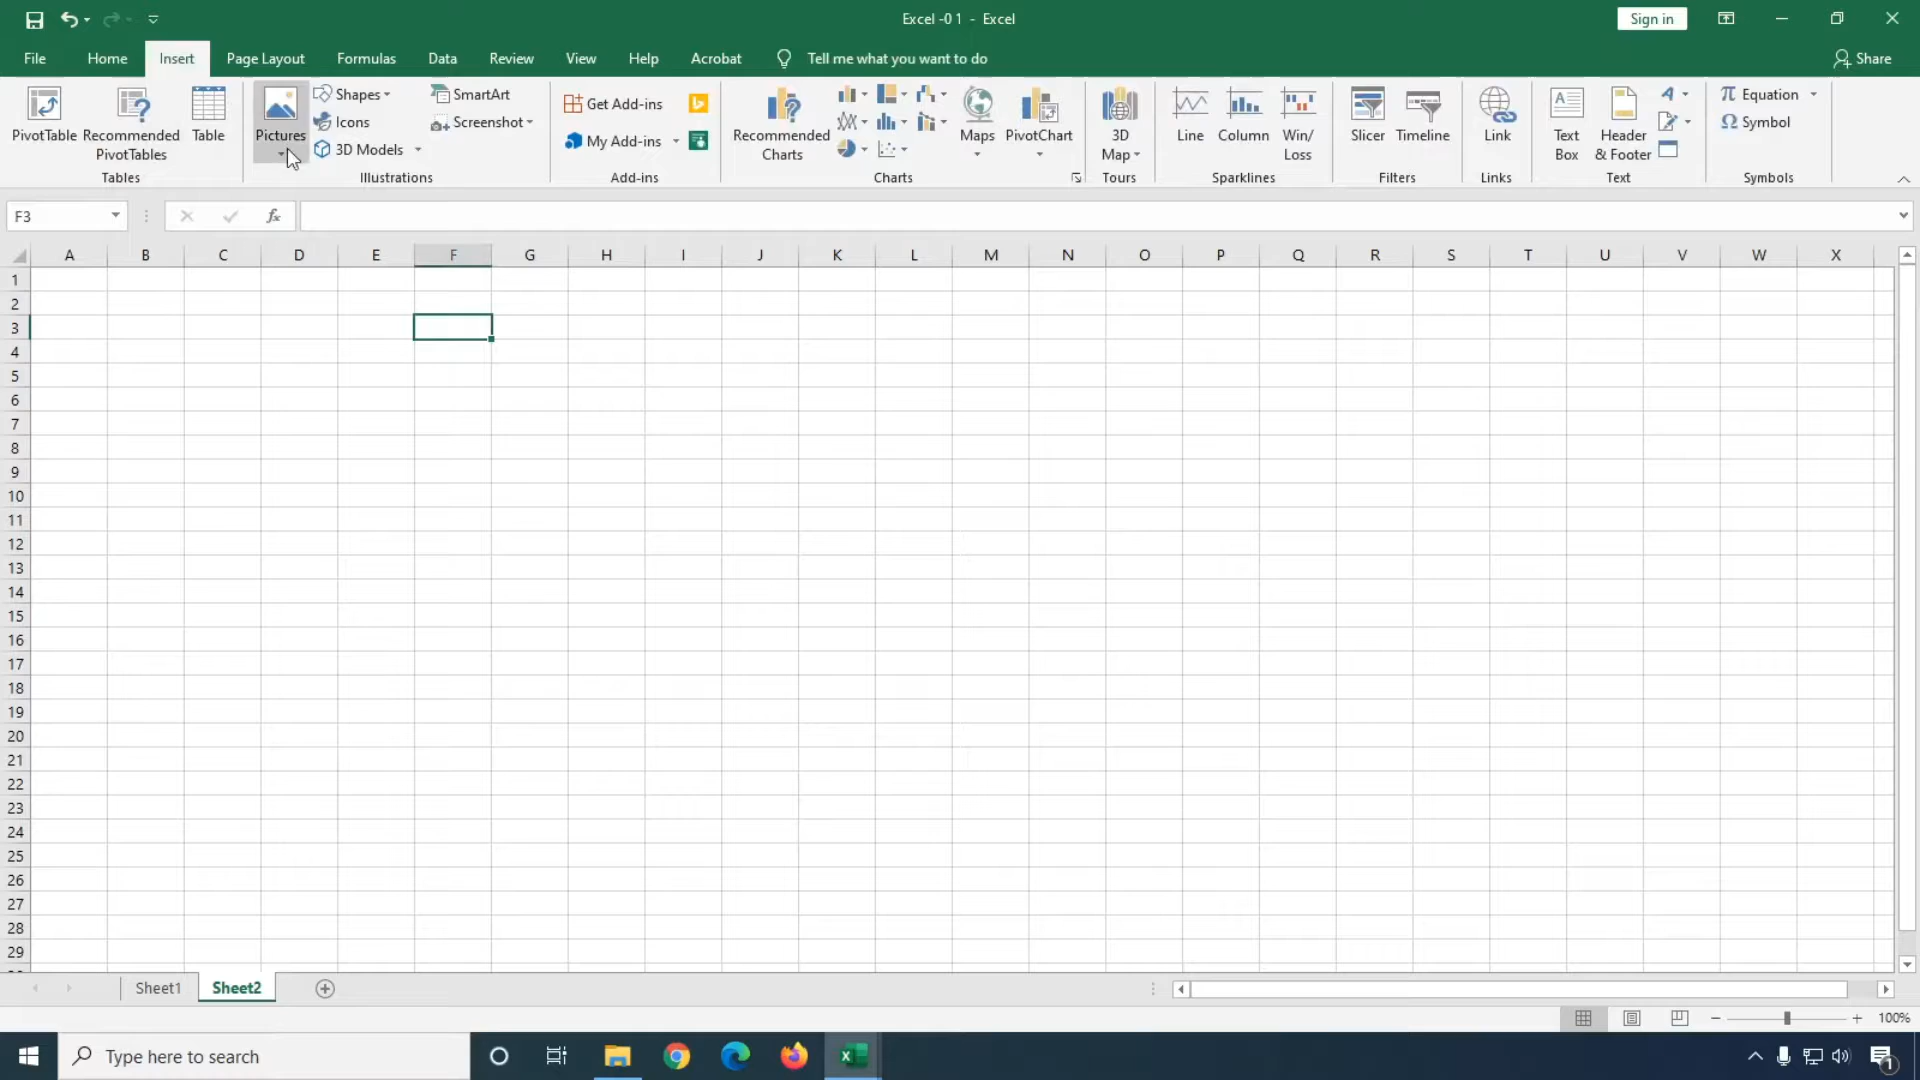 Excel -0 1 - Excel
Sign in
File Home Insert Page Layout Formulas Data Review View Help Acrobat Tell me what you want to do Share
PivotTable
Recommended
PivotTables
Table
Tables
Pictures
Shapes
Icons
3D Models
SmartArt
Screenshot
Illustrations
Get Add-ins
My Add-ins
Add-ins
Recommended
Charts
Maps
PivotChart
Charts
3D
Map
Tours
Line
Column
Win/
Loss
Sparklines
Slicer
Timeline
Filters
Link
Links
Text
Box
Header
& Footer
Text
π Equation
Ω Symbol
Symbols
F3
fx
A B C D E F G H I J K L M N O P Q R S T U V W X
1
2
3
4
5
6
7
8
9
10
11
12
13
14
15
16
17
18
19
20
21
22
23
24
25
26
27
28
29
Sheet1 Sheet2
100%
Type here to search
1